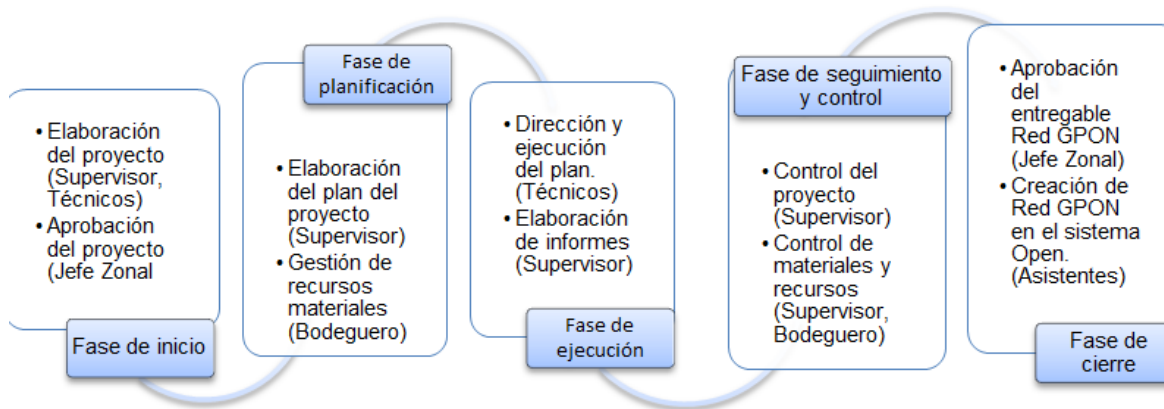 • Elaboración
del proyecto
(Supervisor,
Técnicos)
• Aprobación
del proyecto
(Jefe Zonal
Fase de inicio
Fase de
planificación
• Elaboración
del plan del
proyecto
(Supervisor)
• Gestión de
recursos
materiales
(Bodeguero)
• Dirección y
ejecución
del plan.
(Técnicos)
• Elaboración
de informes
(Supervisor)
Fase de
ejecución
Fase de seguimiento
y control
• Control del
proyecto
(Supervisor)
• Control de
materiales y
recursos
(Supervisor,
Bodeguero)
• Aprobación
del
entregable
Red GPON
(Jefe Zonal)
• Creación de
Red GPON
en el sistema
Open.
(Asistentes)
Fase de
cierre